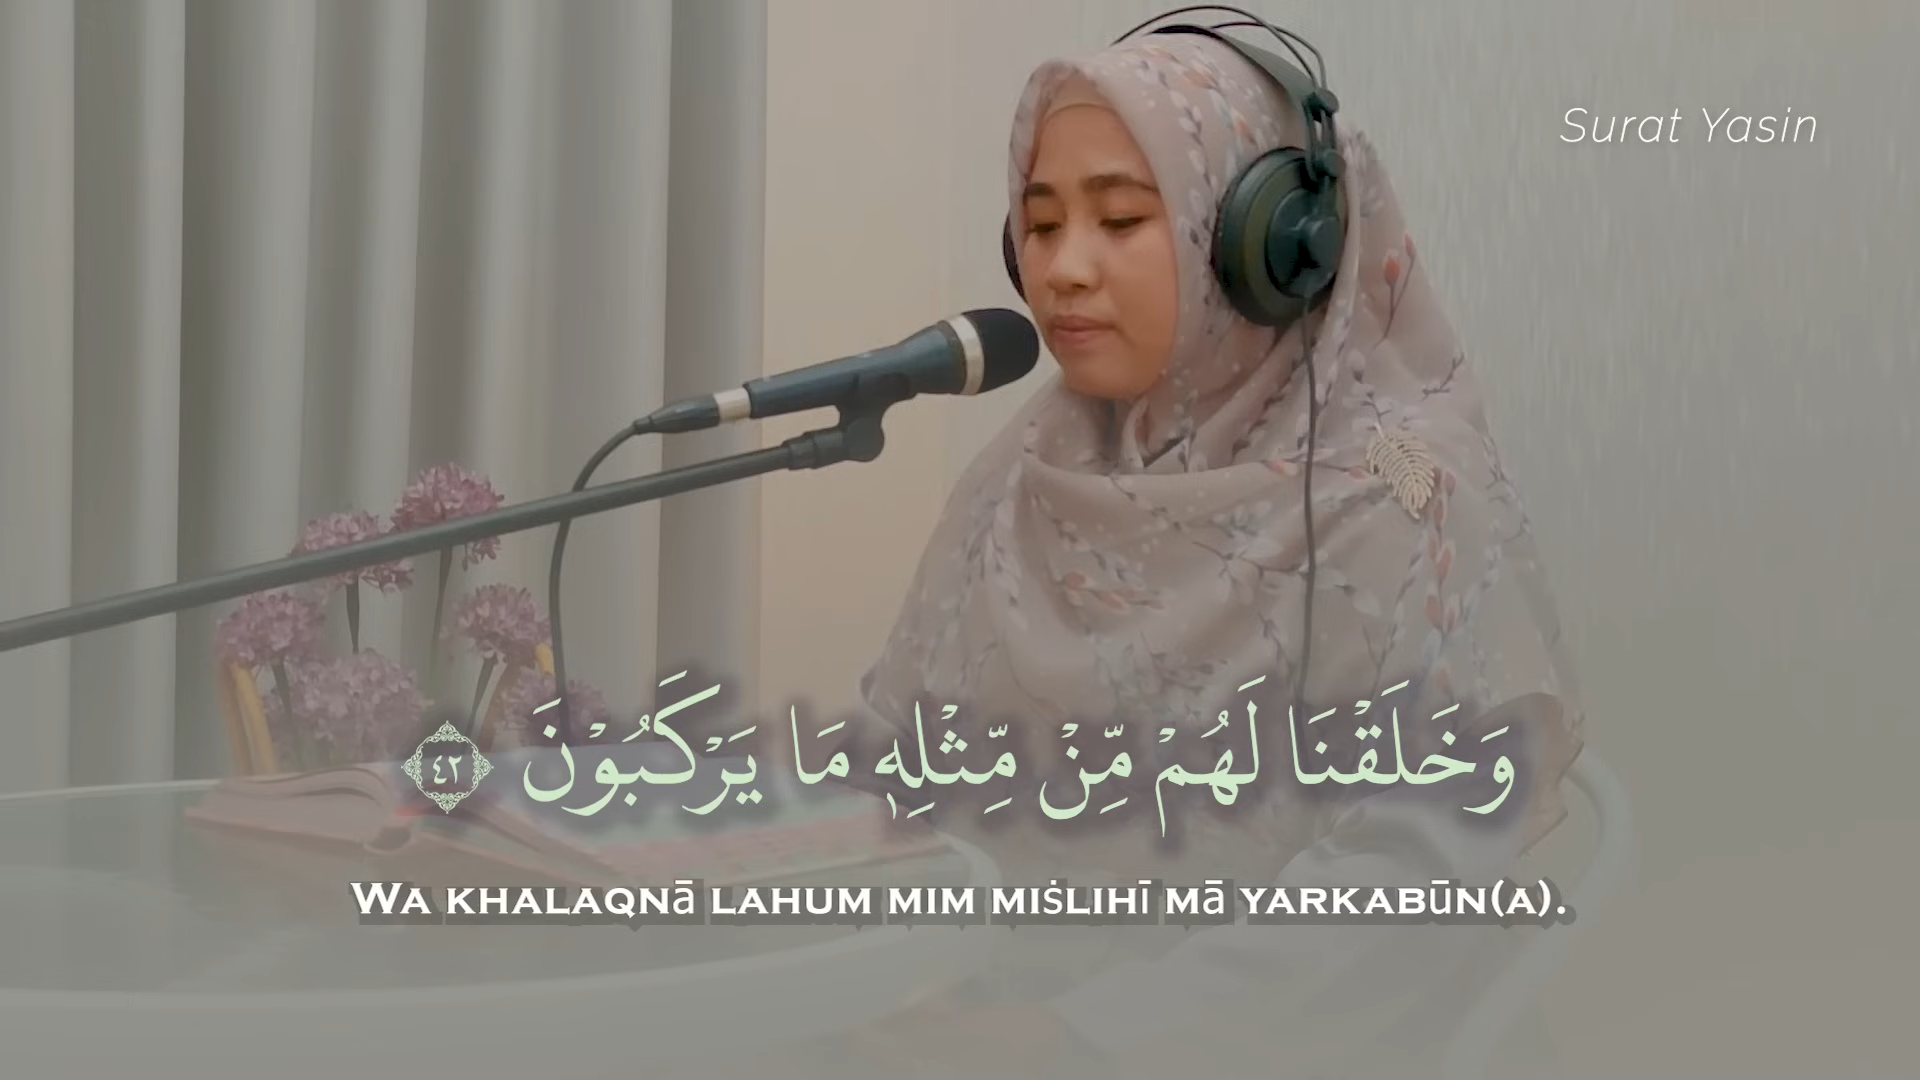 Surat Yasin
وَخَلَقْنَا لَهُمْ مِّنْ مِّثْلِهٖ مَا يَرْكَبُوْنَ ٤٢
Wa khalaqnā lahum mim miṡlihī mā yarkabūn(a).